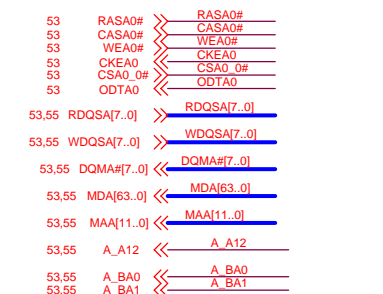 53 RASA0# RASA0#
53 CASA0# CASA0#
53 WEA0# WEA0#
53 CKEA0 CKEA0
53 CSA0_0# CSA0_0#
53 ODTA0 ODTA0
53,55 RDQSA[7..0] RDQSA[7..0]
53,55 WDQSA[7..0] WDQSA[7..0]
53,55 DQMA#[7..0] DQMA#[7..0]
53,55 MDA[63..0] MDA[63..0]
53,55 MAA[11..0] MAA[11..0]
53,55 A_A12 A_A12
53,55 A_BA0 A_BA0
53,55 A_BA1 A_BA1